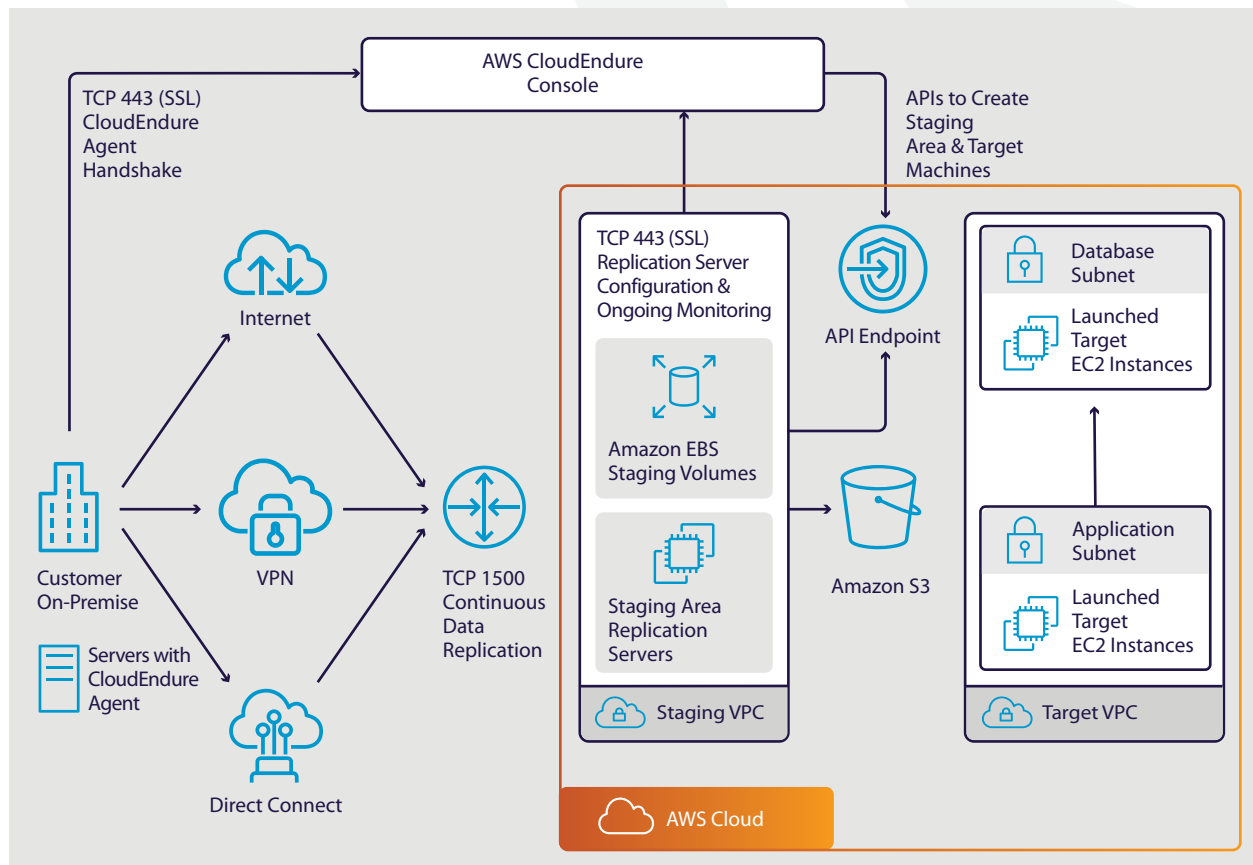 AWS CloudEndure
Console
TCP 443 (SSL)
CloudEndure
Agent
Handshake
APIs to Create
Staging
Area & Target
Machines
Internet
VPN
Direct Connect
Customer
On-Premise
Servers with
CloudEndure
Agent
TCP 1500
Continuous
Data
Replication
TCP 443 (SSL)
Replication Server
Configuration &
Ongoing Monitoring
Amazon EBS
Staging Volumes
Staging Area
Replication
Servers
Staging VPC
API Endpoint
Amazon S3
Database
Subnet
Launched
Target
EC2 Instances
Application
Subnet
Launched
Target
EC2 Instances
Target VPC
AWS Cloud